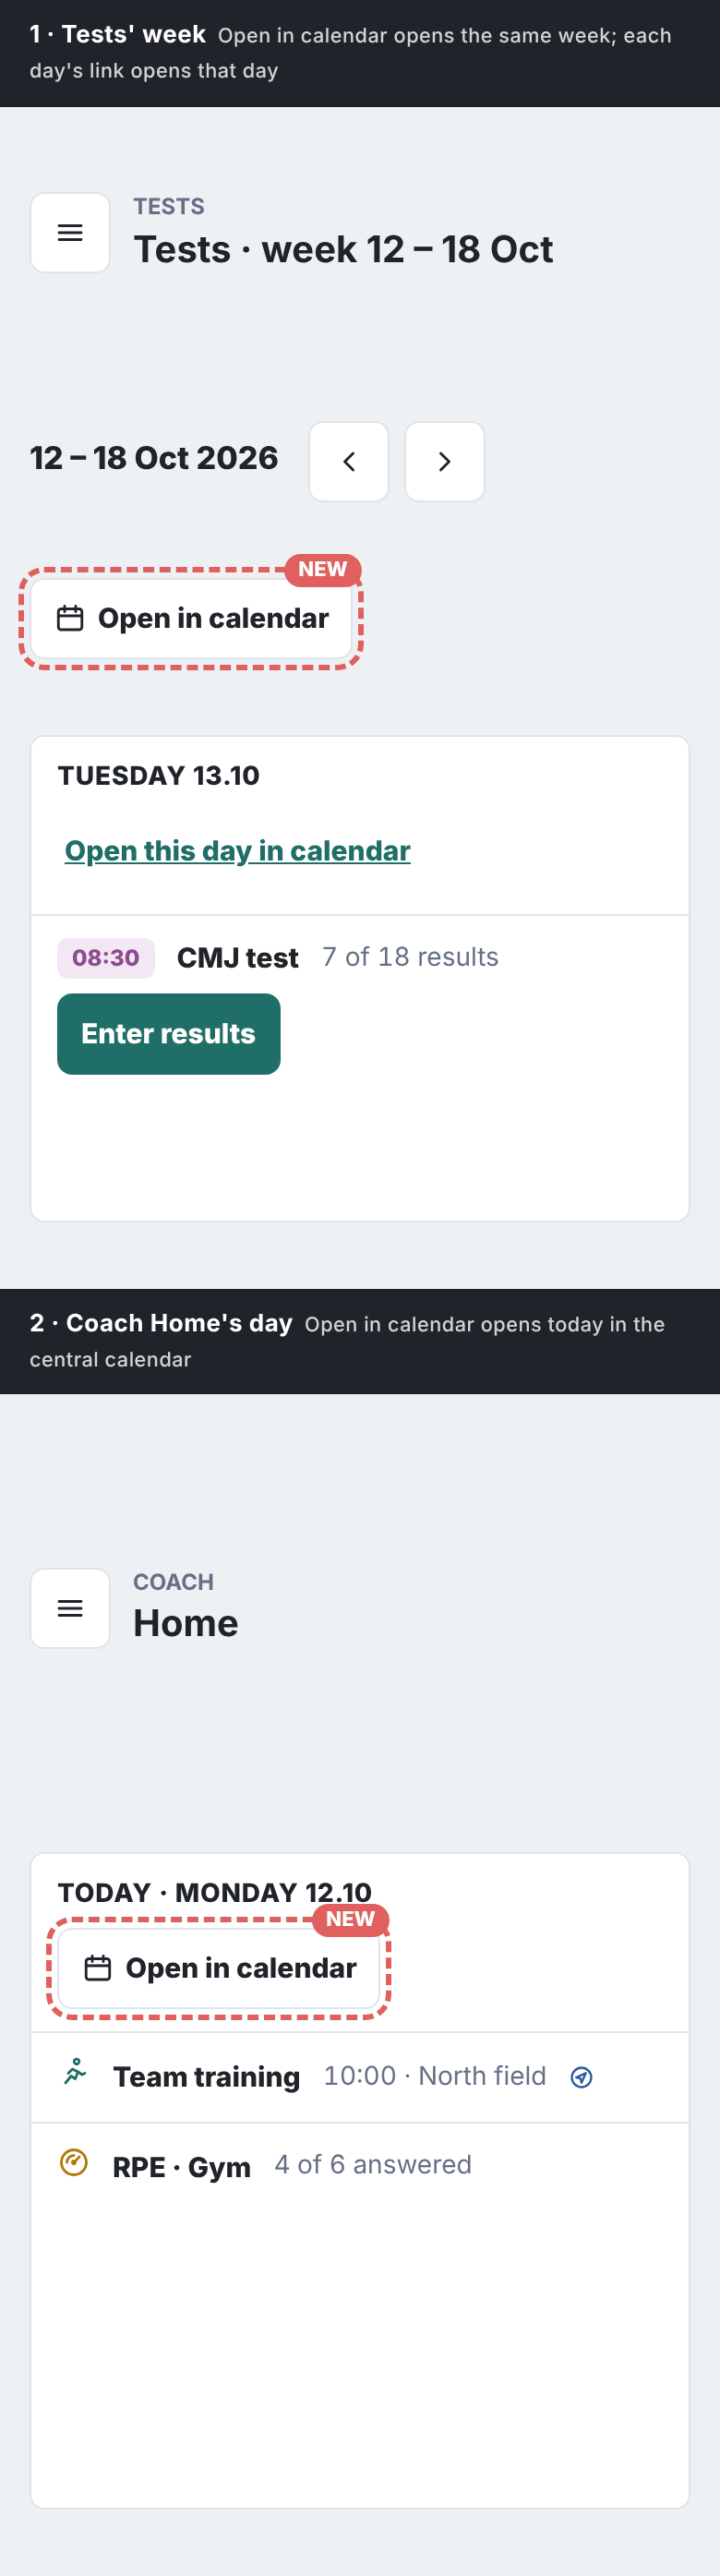 1 · Tests' week Open in calendar opens the same week; each
day's link opens that day
TESTS
Tests · week 12 – 18 Oct
12 – 18 Oct 2026
NEW
Open in calendar
TUESDAY 13.10
Open this day in calendar
08:30 CMJ test 7 of 18 results
Enter results
2 · Coach Home's day Open in calendar opens today in the
central calendar
COACH
Home
TODAY · MONDAY 12.10
NEW
Open in calendar
Team training 10:00 · North field
RPE · Gym 4 of 6 answered